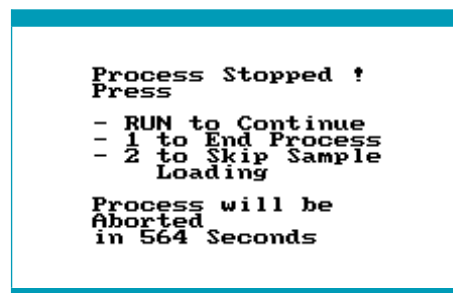 Process Stopped !
Press
- RUN to Continue
- 1 to End Process
- 2 to Skip Sample
Loading
Process will be
Aborted
in 564 Seconds